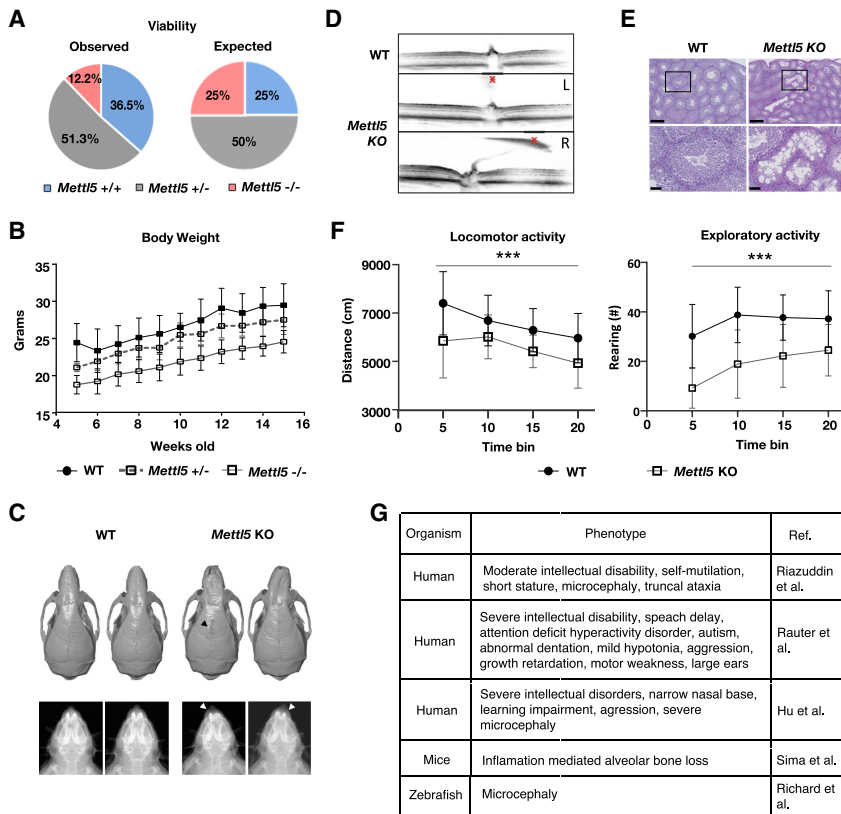 A
Viability
Observed
Expected
12.2%
36.5%
51.3%
25%
25%
50%
Mettl5 +/+
Mettl5 +/-
Mettl5 -/-
B
Body Weight
Grams
35
30
25
20
15
4
6
8
10
12
14
16
Weeks old
WT
Mettl5 +/-
Mettl5 -/-
C
WT
Mettl5 KO
D
WT
L
Mettl5
KO
R
E
WT
Mettl5 KO
F
Locomotor activity
***
Distance (cm)
9000
7000
5000
3000
0
5
10
15
20
Time bin
Exploratory activity
***
Rearing (#)
60
40
20
0
0
5
10
15
20
Time bin
WT
Mettl5 KO
G
Organism
Phenotype
Ref.
Human
Moderate intellectual disability, self-mutilation,
short stature, microcephaly, truncal ataxia
Riazuddin
et al.
Human
Severe intellectual disability, speach delay,
attention deficit hyperactivity disorder, autism,
abnormal dentation, mild hypotonia, aggression,
growth retardation, motor weakness, large ears
Rauter et
al.
Human
Severe intellectual disorders, narrow nasal base,
learning impairment, agression, severe
microcephaly
Hu et al.
Mice
Inflamation mediated alveolar bone loss
Sima et al.
Zebrafish
Microcephaly
Richard et
al.